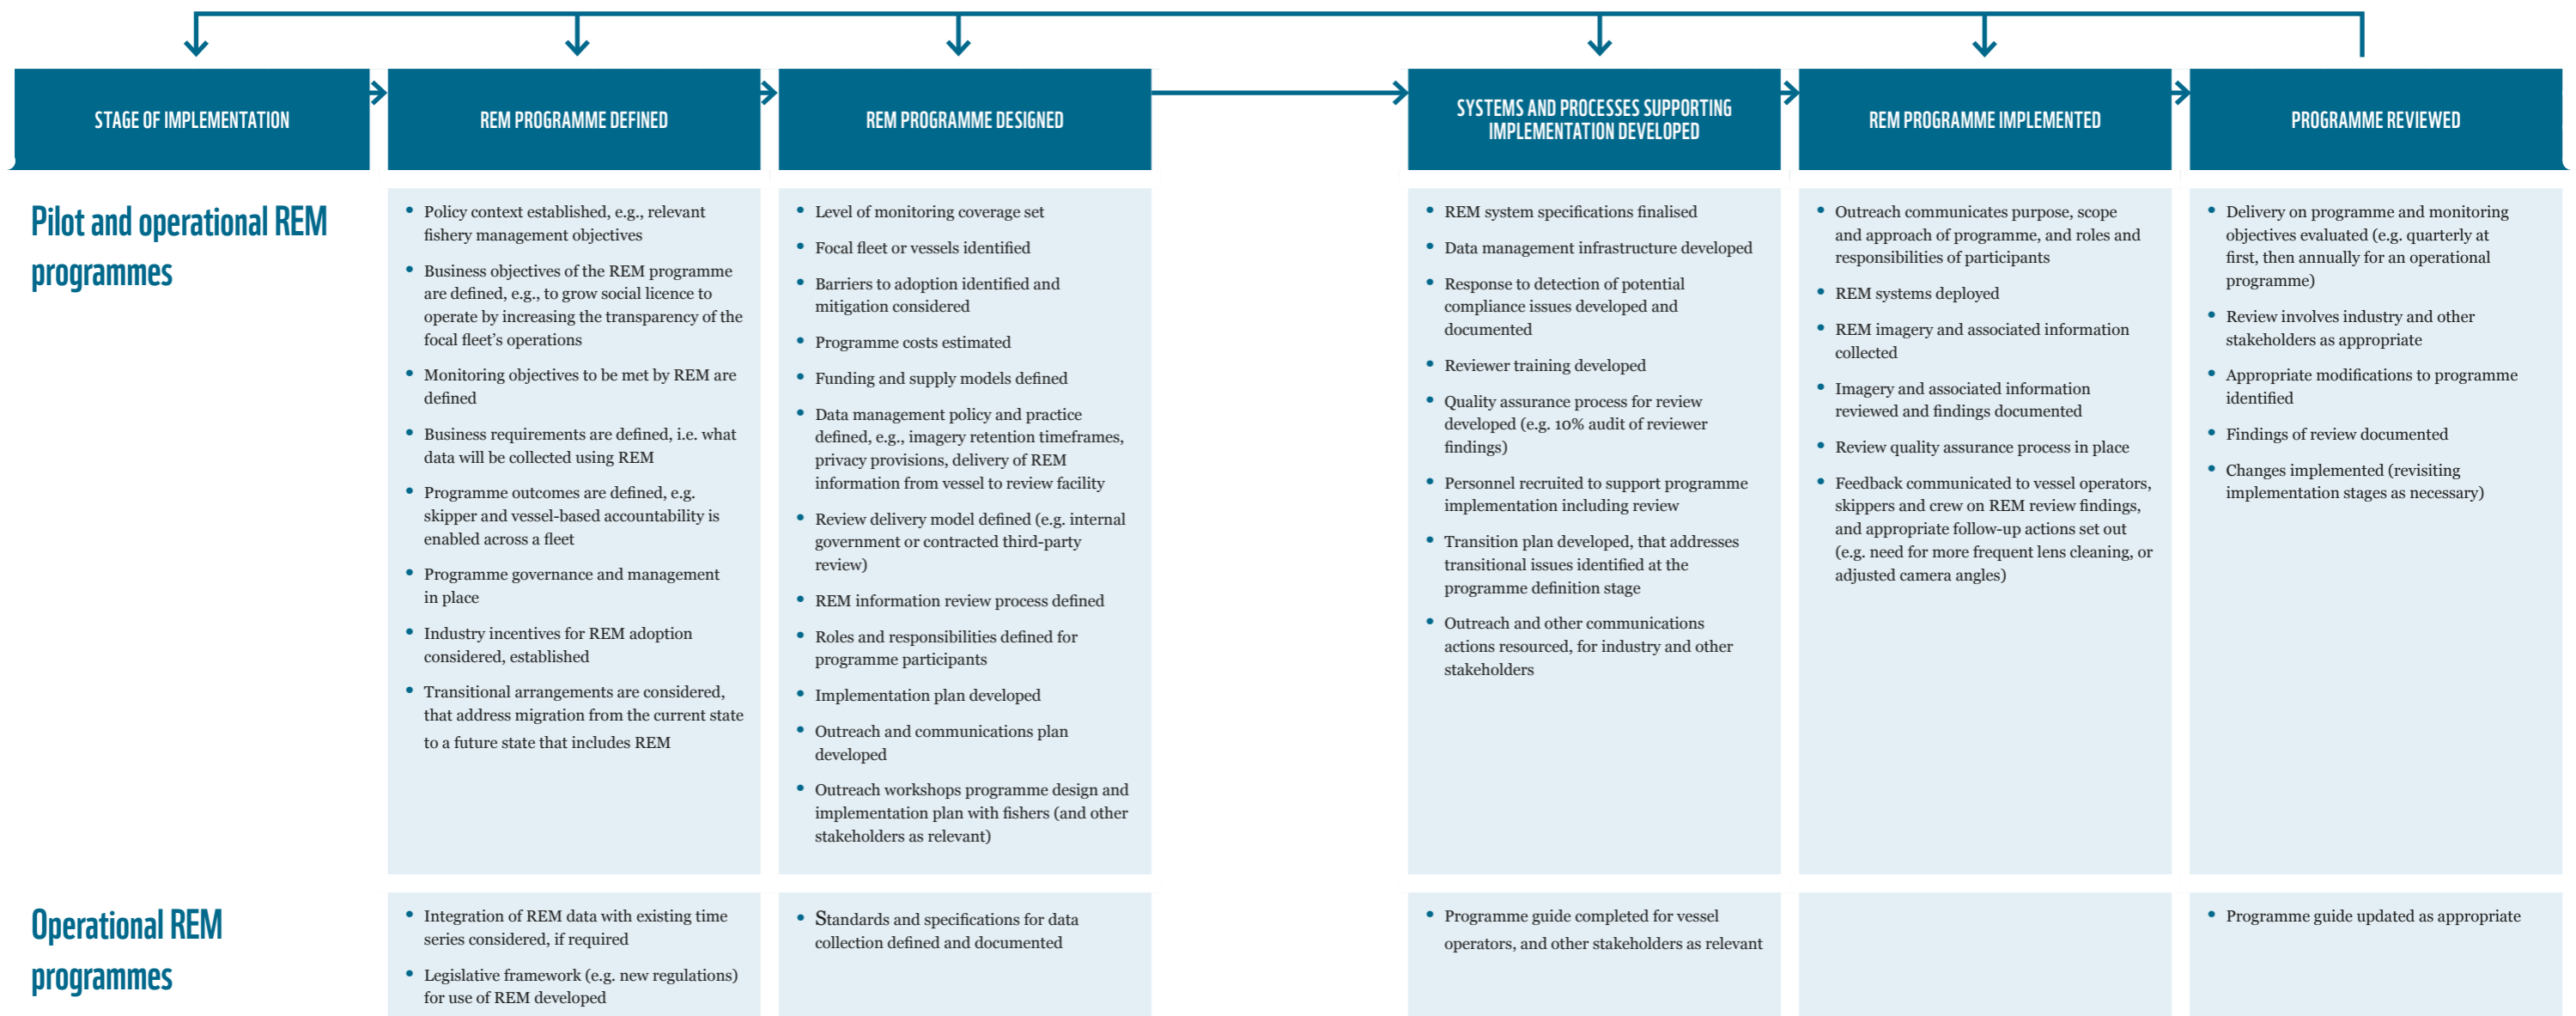 STAGE OF IMPLEMENTATION
REM PROGRAMME DEFINED
REM PROGRAMME DESIGNED
SYSTEMS AND PROCESSES SUPPORTING
IMPLEMENTATION DEVELOPED
REM PROGRAMME IMPLEMENTED
PROGRAMME REVIEWED
Pilot and operational REM
programmes
• Policy context established, e.g., relevant
fishery management objectives
• Business objectives of the REM programme
are defined, e.g., to grow social licence to
operate by increasing the transparency of the
focal fleet’s operations
• Monitoring objectives to be met by REM are
defined
• Business requirements are defined, i.e. what
data will be collected using REM
• Programme outcomes are defined, e.g.
skipper and vessel-based accountability is
enabled across a fleet
• Programme governance and management
in place
• Industry incentives for REM adoption
considered, established
• Transitional arrangements are considered,
that address migration from the current state
to a future state that includes REM
• Level of monitoring coverage set
• Focal fleet or vessels identified
• Barriers to adoption identified and
mitigation considered
• Programme costs estimated
• Funding and supply models defined
• Data management policy and practice
defined, e.g., imagery retention timeframes,
privacy provisions, delivery of REM
information from vessel to review facility
• Review delivery model defined (e.g. internal
government or contracted third-party
review)
• REM information review process defined
• Roles and responsibilities defined for
programme participants
• Implementation plan developed
• Outreach and communications plan
developed
• Outreach workshops programme design and
implementation plan with fishers (and other
stakeholders as relevant)
• REM system specifications finalised
• Data management infrastructure developed
• Response to detection of potential
compliance issues developed and
documented
• Reviewer training developed
• Quality assurance process for review
developed (e.g. 10% audit of reviewer
findings)
• Personnel recruited to support programme
implementation including review
• Transition plan developed, that addresses
transitional issues identified at the
programme definition stage
• Outreach and other communications
actions resourced, for industry and other
stakeholders
• Outreach communicates purpose, scope
and approach of programme, and roles and
responsibilities of participants
• REM systems deployed
• REM imagery and associated information
collected
• Imagery and associated information
reviewed and findings documented
• Review quality assurance process in place
• Feedback communicated to vessel operators,
skippers and crew on REM review findings,
and appropriate follow-up actions set out
(e.g. need for more frequent lens cleaning, or
adjusted camera angles)
• Delivery on programme and monitoring
objectives evaluated (e.g. quarterly at
first, then annually for an operational
programme)
• Review involves industry and other
stakeholders as appropriate
• Appropriate modifications to programme
identified
• Findings of review documented
• Changes implemented (revisiting
implementation stages as necessary)
Operational REM
programmes
• Integration of REM data with existing time
series considered, if required
• Legislative framework (e.g. new regulations)
for use of REM developed
• Standards and specifications for data
collection defined and documented
• Programme guide completed for vessel
operators, and other stakeholders as relevant
• Programme guide updated as appropriate